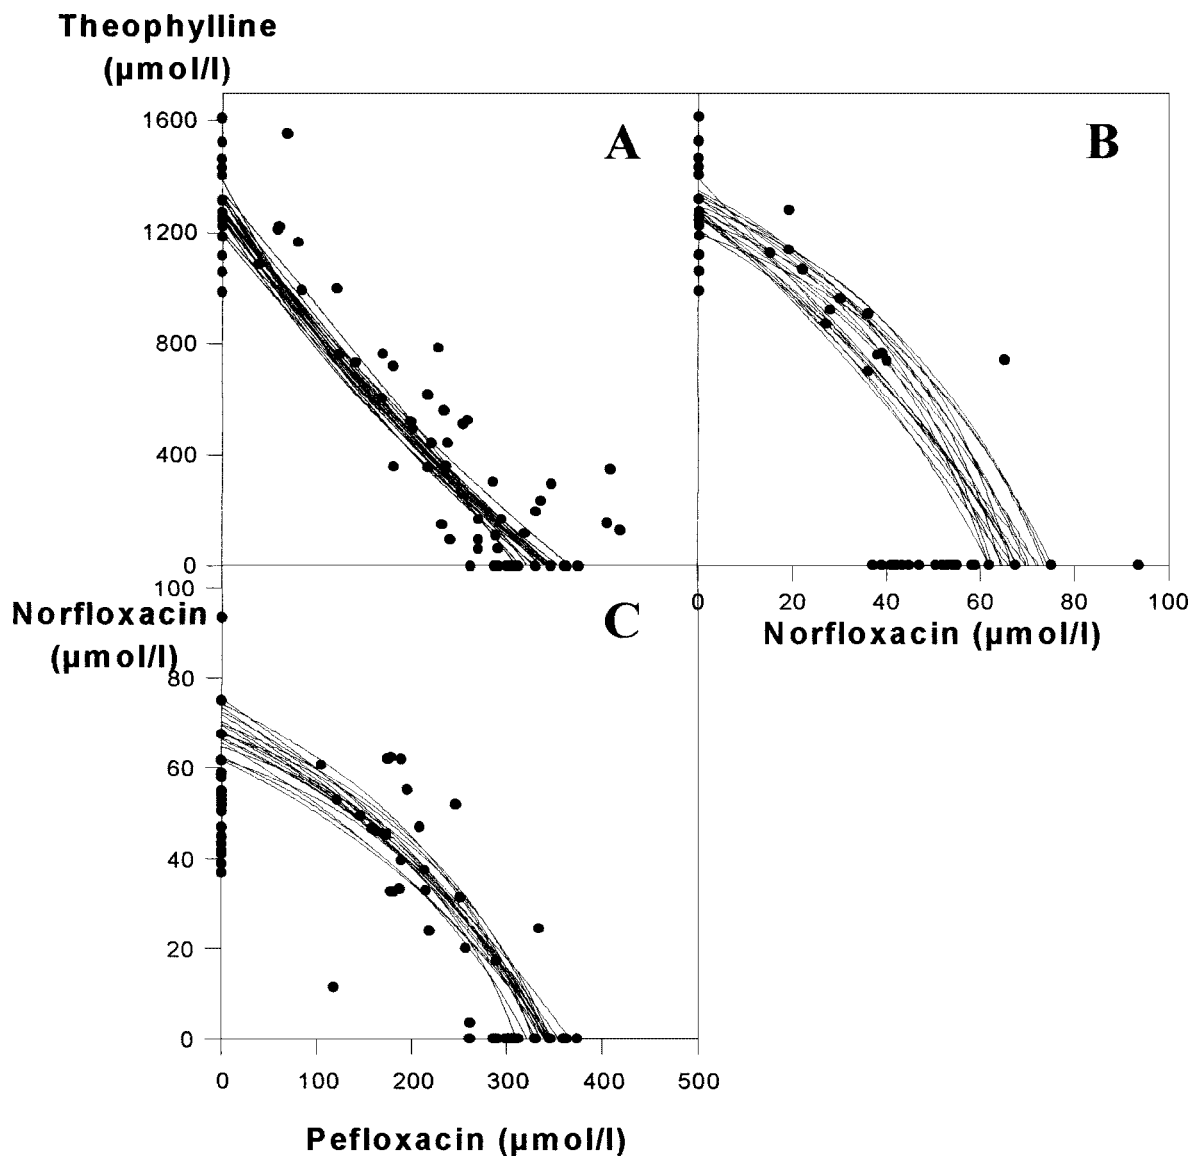 Theophylline
(µmol/l)
1600
1200
800
400
0
A
B
0 20 40 60 80 100
Norfloxacin (µmol/l)
100
Norfloxacin
(µmol/l)
80
60
40
20
0
C
0 100 200 300 400 500
Pefloxacin (µmol/l)